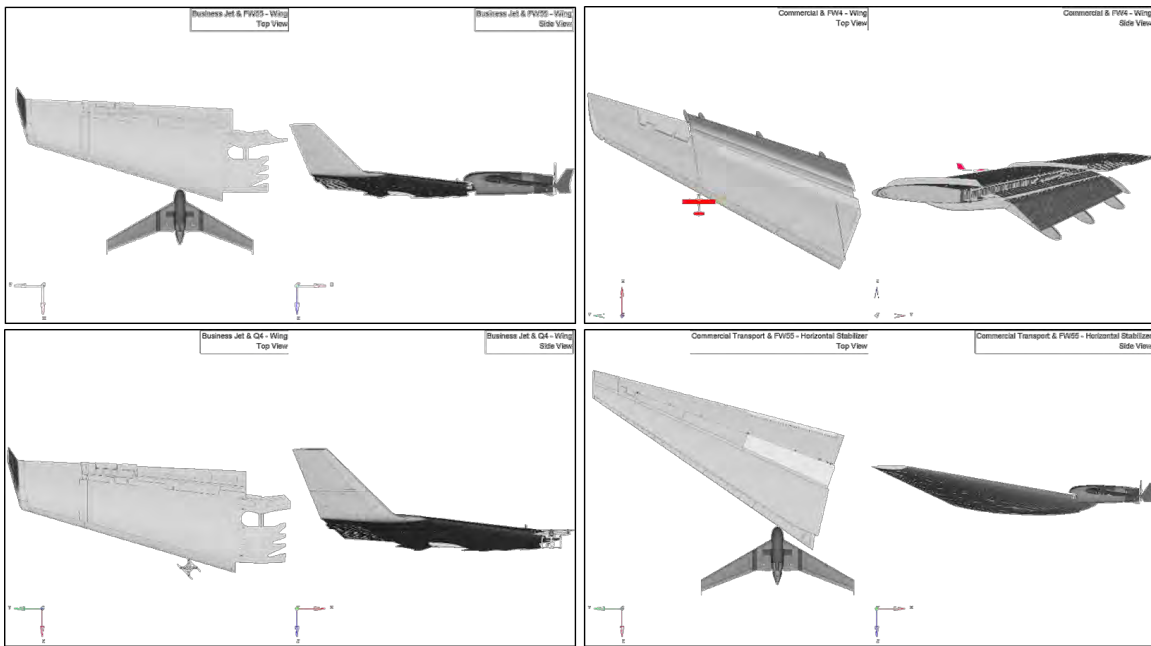 Business Jet & FW55 - Wing
Top View
Business Jet & FW55 - Wing
Side View
Commercial & FW4 - Wing
Top View
Commercial & FW4 - Wing
Side View
Business Jet & Q4 - Wing
Top View
Business Jet & Q4 - Wing
Side View
Commercial Transport & FW55 - Horizontal Stabilizer
Top View
Commercial Transport & FW55 - Horizontal Stabilizer
Side View